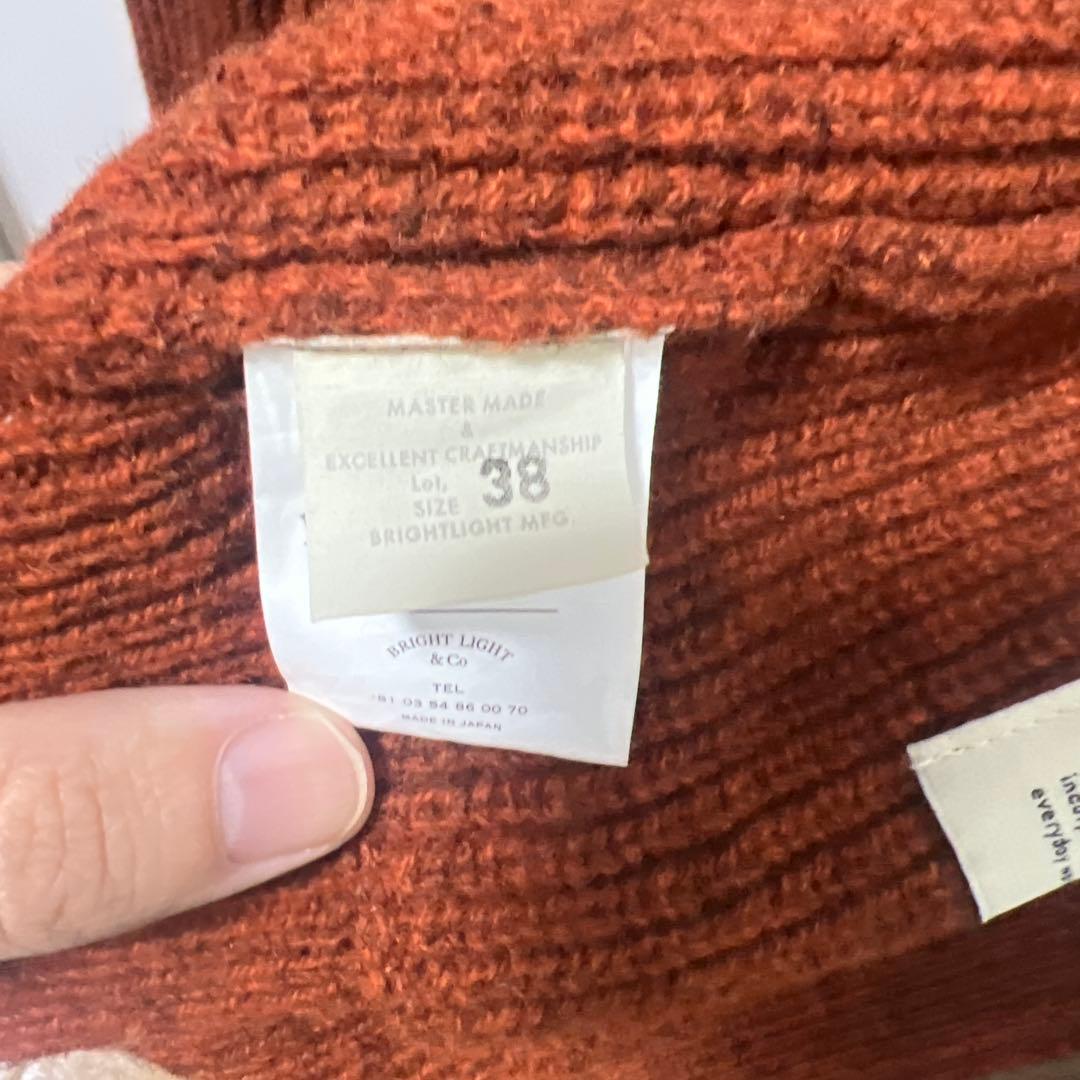 MASTER MADE
&
EXCELLENT CRAFTMANSHIP
Lot,
SIZE 38
BRIGHTLIGHT MFG.
BRIGHT LIGHT
& Co
TEL
81 03 54 86 00 70
MADE IN JAPAN
everyday